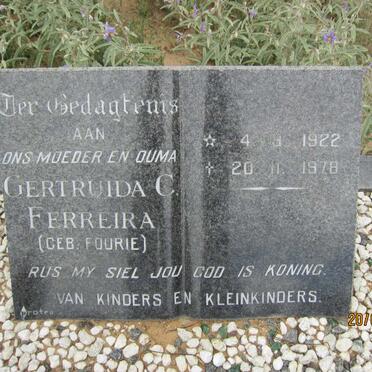 Ter Gedagtenis
AAN
ONS MOEDER EN OUMA
GERTRUIDA C.
FERREIRA
(GEB: FOURIE)
☆ 4 1922
✝ 20. 11. 1978
RUS MY SIEL JOU GOD IS KONING.
VAN KINDERS EN KLEINKINDERS.